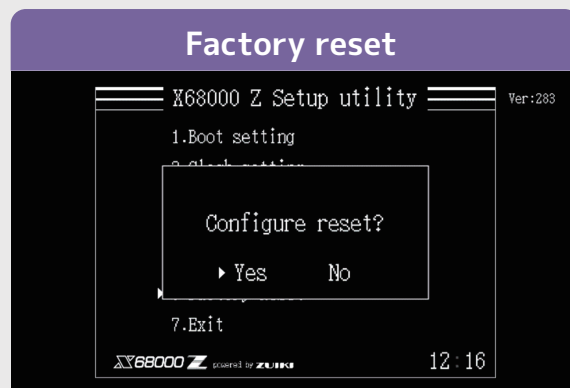 Factory reset
X68000 Z Setup utility
Ver:283
1.Boot setting
Configure reset?
Yes No
7.Exit
X68000 Z powered by ZUIKI
12:16